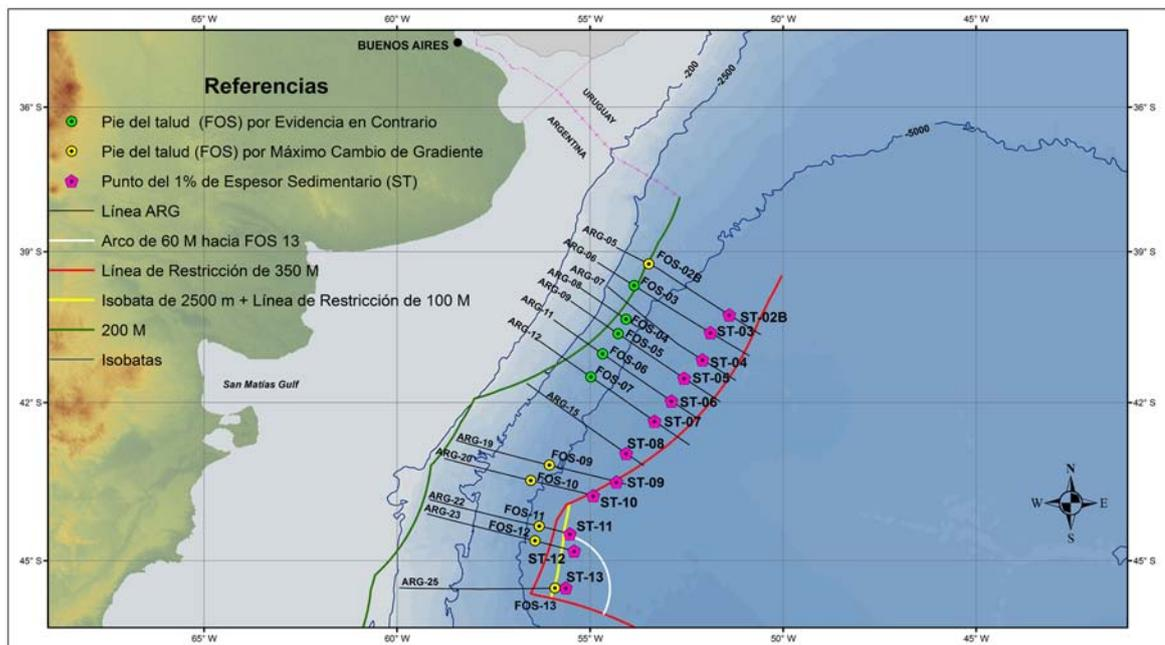 65° W
60° W
55° W
50° W
45° W
BUENOS AIRES
-200
-2500
Referencias
36° S
36° S
Pie del talud (FOS) por Evidencia en Contrario
URUGUAY
ARGENTINA
-5000
Pie del talud (FOS) por Máximo Cambio de Gradiente
Punto del 1% de Espesor Sedimentario (ST)
Línea ARG
Arco de 60 M hacia FOS 13
39° S
39° S
ARG-05
FOS-02B
ARG-06
Línea de Restricción de 350 M
ARG-07
FOS-03
ARG-08
Isobata de 2500 m + Línea de Restricción de 100 M
ARG-09
ST-02B
ARG-11
FOS-04
ST-03
200 M
ARG-12
FOS-05
ST-04
Isobatas
FOS-06
ST-05
San Matías Gulf
FOS-07
ST-06
42° S
42° S
ARG-15
ST-07
ST-08
ARG-19
FOS-09
ARG-20
FOS-10
ST-09
ST-10
N
W
E
S
ARG-22
FOS-11
ARG-23
FOS-12
ST-11
ST-12
45° S
45° S
ARG-25
ST-13
FOS-13
65° W
60° W
55° W
50° W
45° W